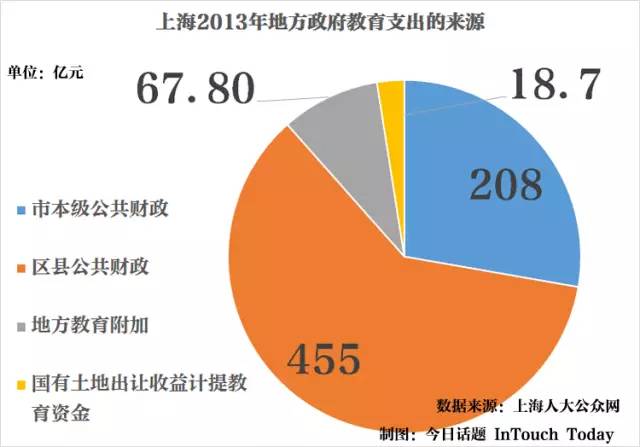 上海2013年地方政府教育支出的来源
单位：亿元
67.80
18.7
208
455
市本级公共财政
区县公共财政
地方教育附加
国有土地出让收益计提教
育资金
数据来源：上海人大公众网
制图：今日话题 InTouch Today